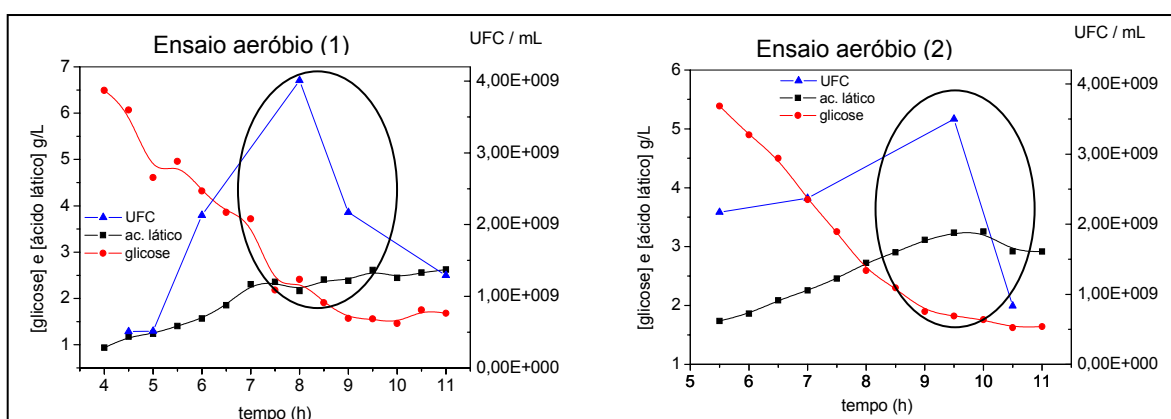 Ensaio aeróbio (1)
UFC / mL
[glicose] e [ácido lático] g/L
7
6
5
4
3
2
1
4,00E+009
3,00E+009
2,00E+009
1,00E+009
0,00E+000
UFC
ac. lático
glicose
4 5 6 7 8 9 10 11
tempo (h)
Ensaio aeróbio (2)
UFC / mL
[glicose] e [ácido lático] g/L
6
5
4
3
2
1
4,00E+009
3,00E+009
2,00E+009
1,00E+009
0,00E+000
UFC
ac. lático
glicose
5 5 6 7 8 9 10 11
tempo (h)